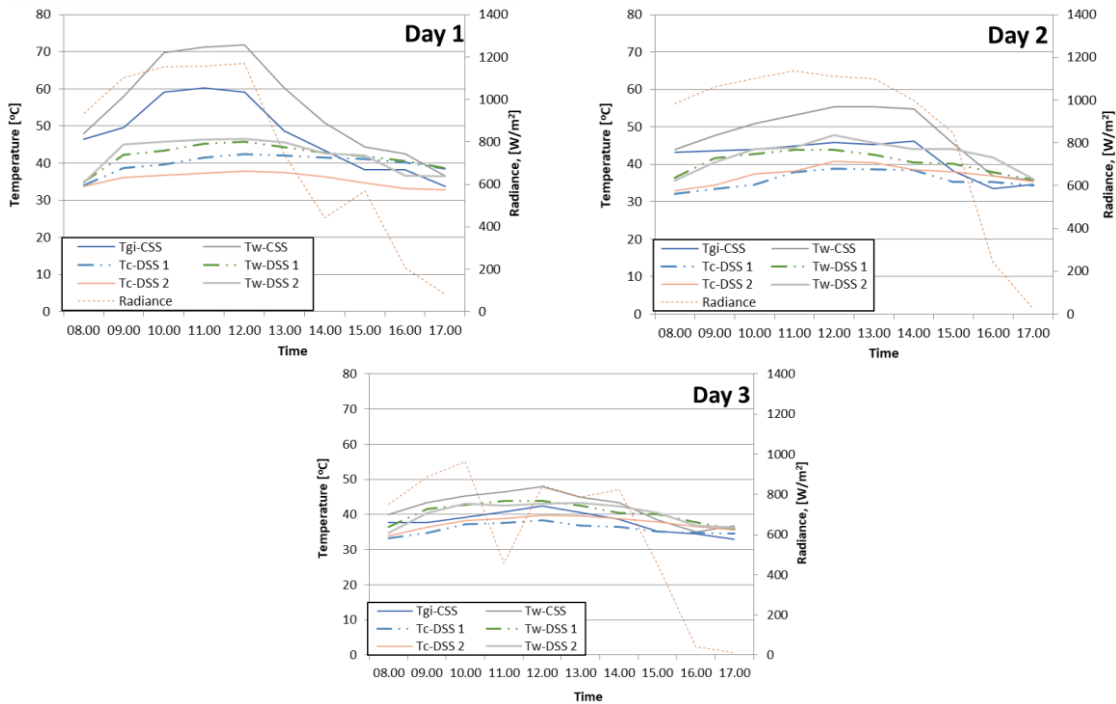 Day 1
80
70
60
50
40
30
20
10
0
Temperature [°C]
1400
1200
1000
800
600
400
200
0
Radiance, [W/m²]
Tgi-CSS Tw-CSS
Tc-DSS 1 Tw-DSS 1
Tc-DSS 2 Tw-DSS 2
Radiance
08.00 09.00 10.00 11.00 12.00 13.00 14.00 15.00 16.00 17.00
Time
Day 2
80
70
60
50
40
30
20
10
0
Temperature [°C]
1400
1200
1000
800
600
400
200
0
Radiance, [W/m²]
Tgi-CSS Tw-CSS
Tc-DSS 1 Tw-DSS 1
Tc-DSS 2 Tw-DSS 2
Radiance
08.00 09.00 10.00 11.00 12.00 13.00 14.00 15.00 16.00 17.00
Time
Day 3
80
70
60
50
40
30
20
10
0
Temperature [°C]
1400
1200
1000
800
600
400
200
0
Radiance, [W/m²]
Tgi-CSS Tw-CSS
Tc-DSS 1 Tw-DSS 1
Tc-DSS 2 Tw-DSS 2
08.00 09.00 10.00 11.00 12.00 13.00 14.00 15.00 16.00 17.00
Time